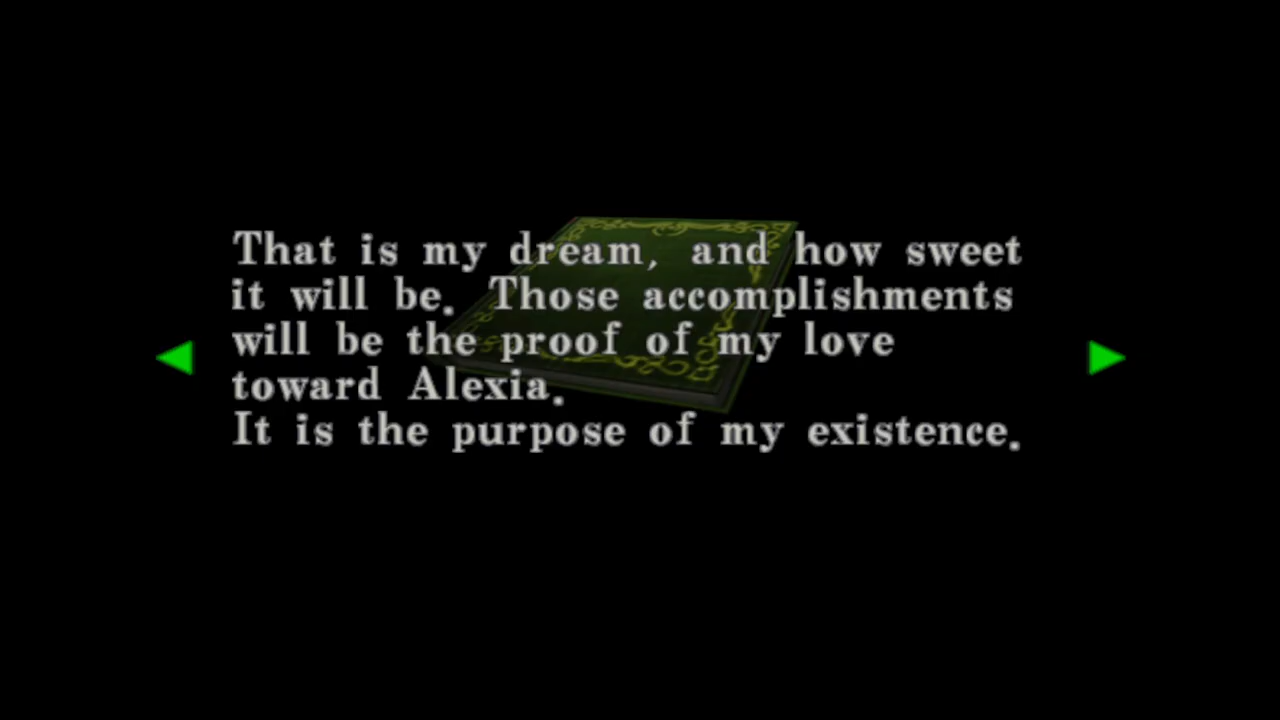 That is my dream, and how sweet
it will be. Those accomplishments
will be the proof of my love
toward Alexia.
It is the purpose of my existence.